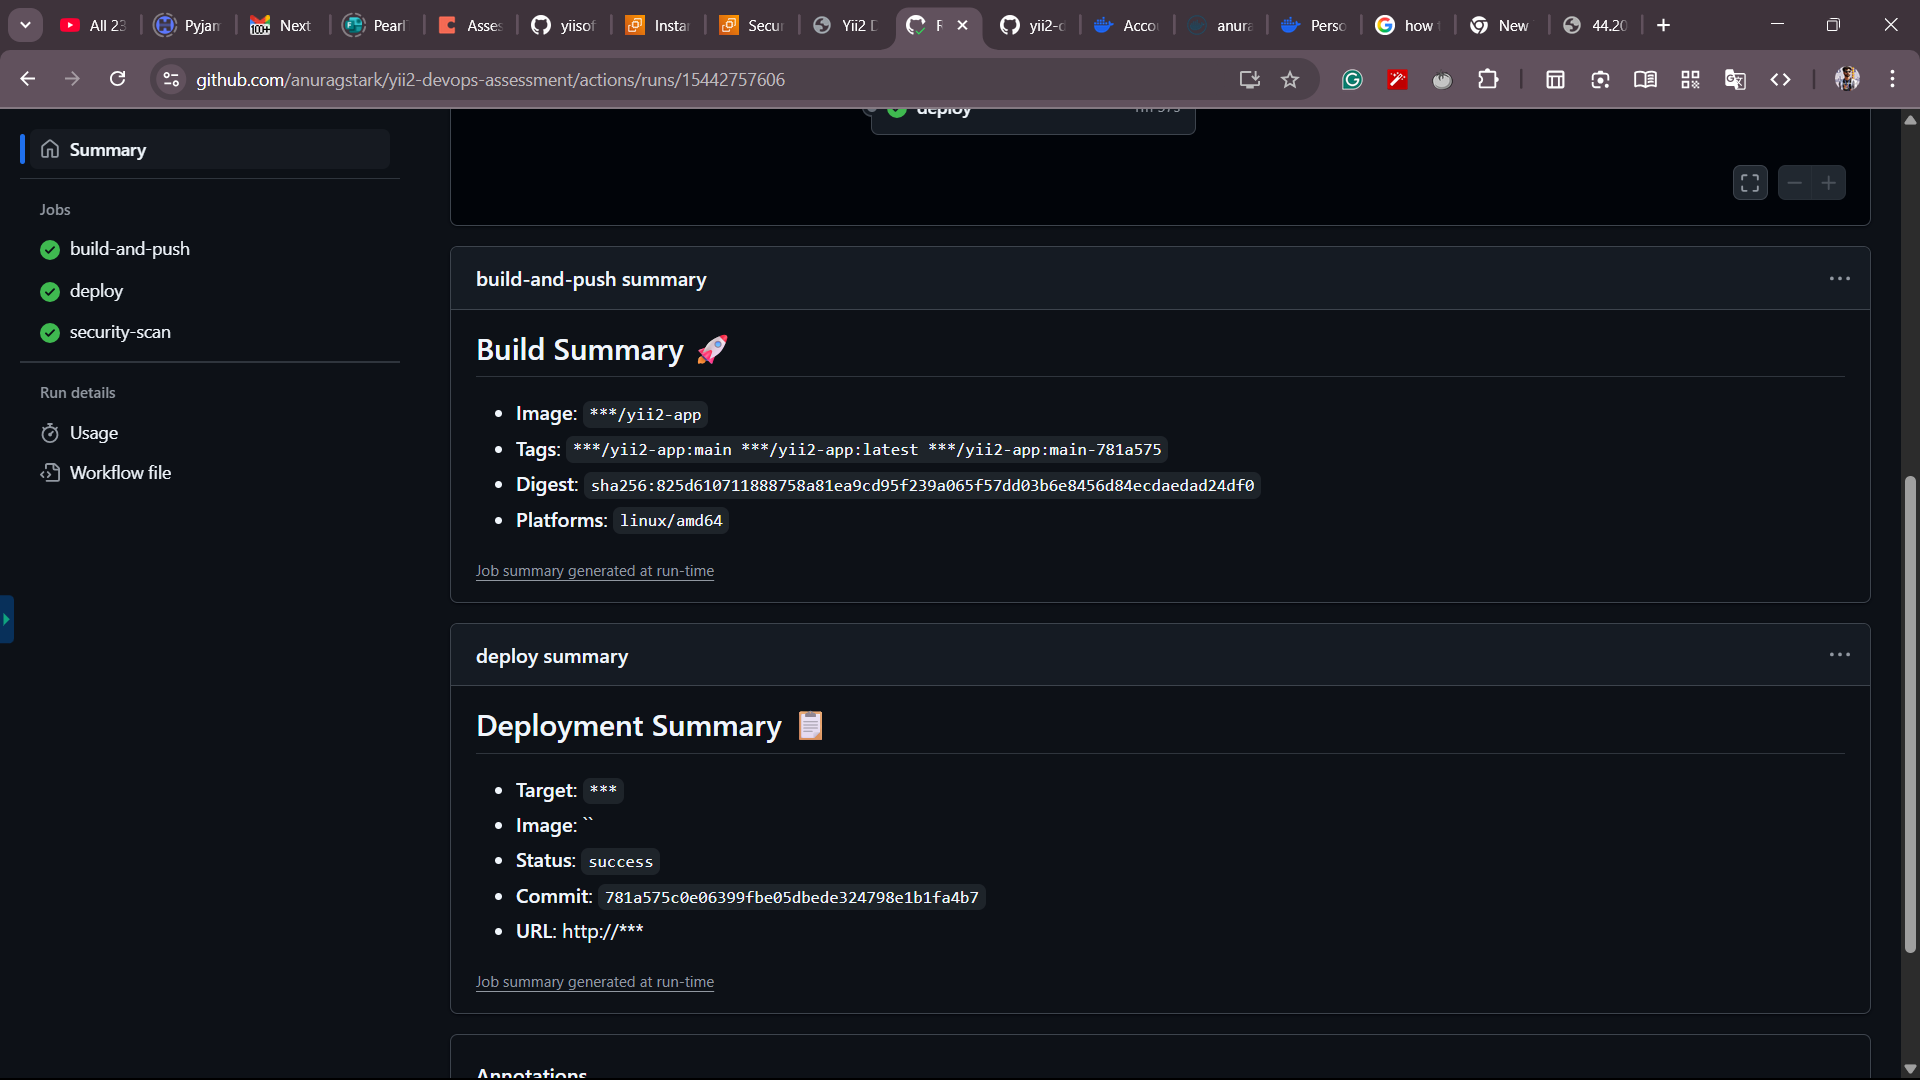 All 23
Pyjan
Next
Pearl
Asses
yiisof
Instan
Secur
Yii2 D
yii2-d
Accou
anura
Perso
how t
New
44.20
github.com/anuragstark/yii2-devops-assessment/actions/runs/15442757606
deploy
Summary
Jobs
build-and-push
deploy
security-scan
Run details
Usage
Workflow file
build-and-push summary
Build Summary 🚀
Image: ***/yii2-app
Tags: ***/yii2-app:main ***/yii2-app:latest ***/yii2-app:main-781a575
Digest: sha256:825d610711888758a81ea9cd95f239a065f57dd03b6e8456d84ecdaedad24df0
Platforms: linux/amd64
Job summary generated at run-time
deploy summary
Deployment Summary 📋
Target: ***
Image: ``
Status: success
Commit: 781a575c0e06399fbe05dbede324798e1b1fa4b7
URL: http://***
Job summary generated at run-time
Annotations